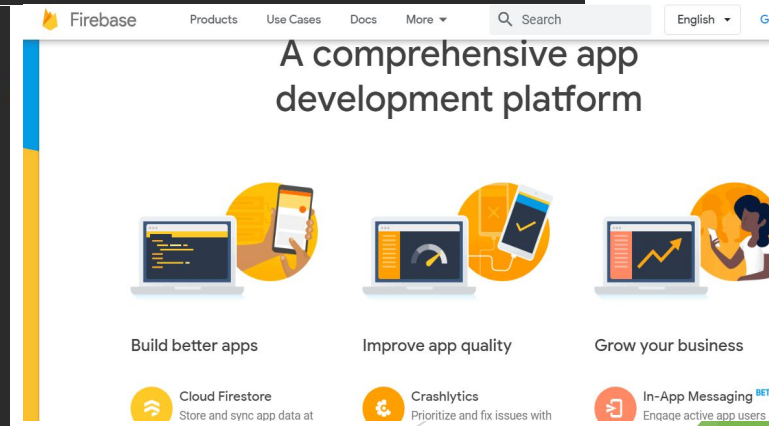 Firebase Products Use Cases Docs More Search English
A comprehensive app
development platform
Build better apps
Improve app quality
Grow your business
Cloud Firestore
Store and sync app data at
Crashlytics
Prioritize and fix issues with
In-App Messaging
Engage active app users